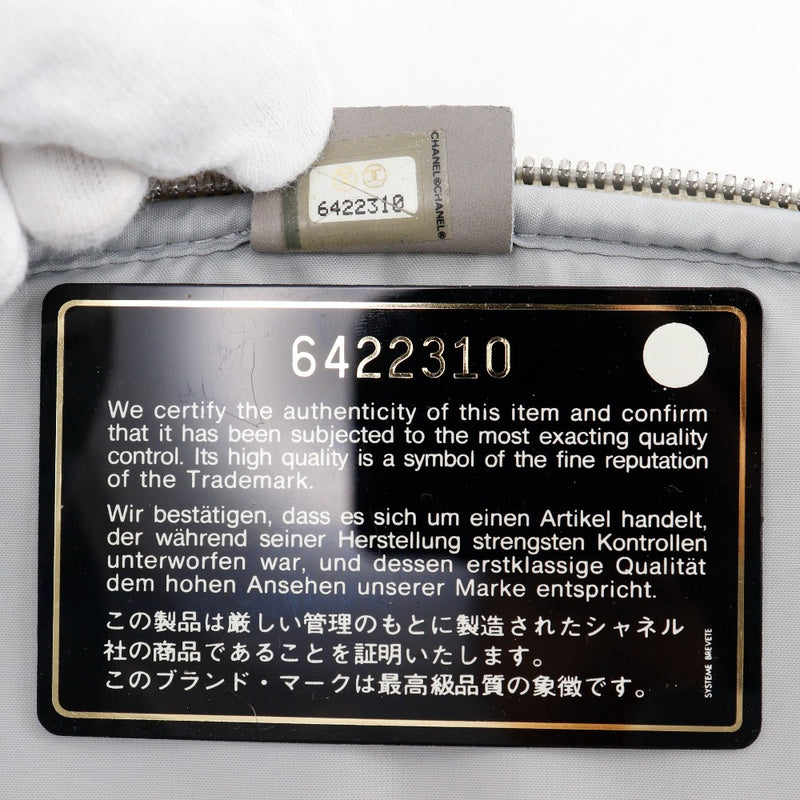 CHANEL®CHANEL®
6422310
6422310
We certify the authenticity of this item and confirm
that it has been subjected to the most exacting quality
control. Its high quality is a symbol of the fine reputation
of the Trademark.
Wir bestätigen, dass es sich um einen Artikel handelt,
der während seiner Herstellung strengsten Kontrollen
unterworfen war, und dessen erstklassige Qualität
dem hohen Ansehen unserer Marke entspricht.
この製品は厳しい管理のもとに製造されたシャネル
社の商品であることを証明いたします。
このブランド・マークは最高級品質の象徴です。
SYSTEME BREVETE